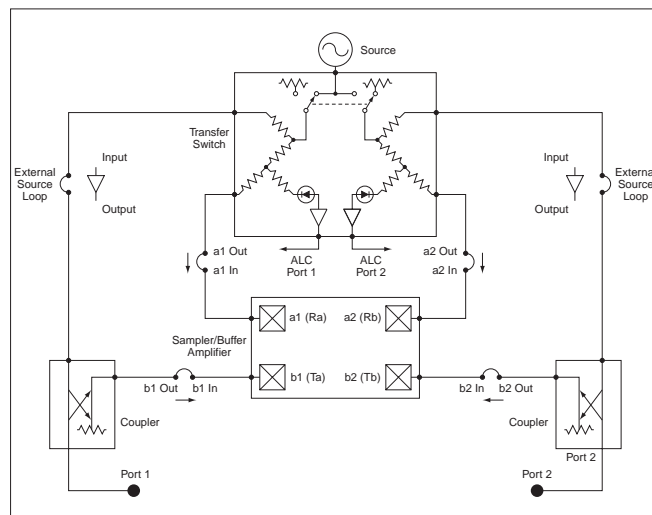 Source
Transfer
Switch
External
Source
Loop
Input
Output
Input
Output
External
Source
Loop
a1 Out
a1 In
ALC
Port 1
ALC
Port 2
a2 Out
a2 In
a1 (Ra)
a2 (Rb)
Sampler/Buffer
Amplifier
b1 (Ta)
b2 (Tb)
b1 Out
b1 In
b2 In
b2 Out
Coupler
Coupler
Port 2
Port 1
Port 2